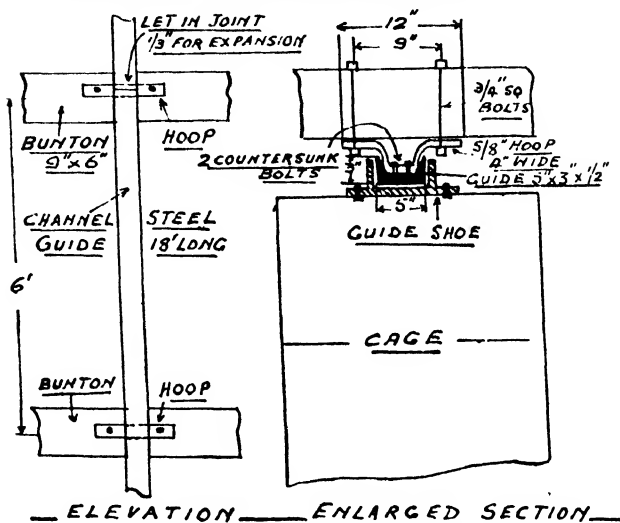 LET IN JOINT
1/3" FOR EXPANSION
BUNTON
9"x6"
HOOP
CHANNEL STEEL
GUIDE 18' LONG
6'
BUNTON
HOOP
12"
9"
3/4" SQ
BOLTS
5/8" HOOP
4" WIDE
2 COUNTERSUNK
BOLTS
GUIDE 5"x3"x1/2"
5"
GUIDE SHOE
CAGE
ELEVATION ENLARGED SECTION